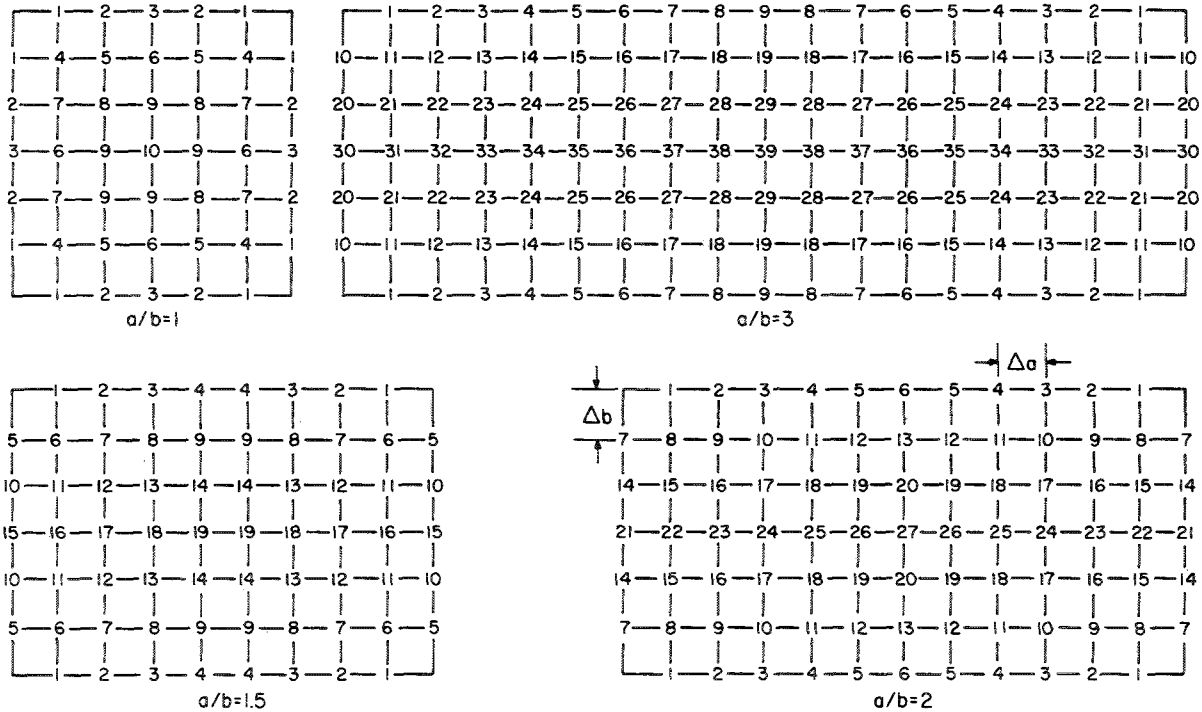 1 2 3 2 1
1 4 5 6 5 4 1
2 7 8 9 8 7 2
3 6 9 10 9 6 3
2 7 9 9 8 7 2
1 4 5 6 5 4 1
1 2 3 2 1
a/b=1
1 2 3 4 5 6 7 8 9 8 7 6 5 4 3 2 1
10 11 12 13 14 15 16 17 18 19 18 17 16 15 14 13 12 11 10
20 21 22 23 24 25 26 27 28 29 28 27 26 25 24 23 22 21 20
30 31 32 33 34 35 36 37 38 39 38 37 36 35 34 33 32 31 30
20 21 22 23 24 25 26 27 28 29 28 27 26 25 24 23 22 21 20
10 11 12 13 14 15 16 17 18 19 18 17 16 15 14 13 12 11 10
1 2 3 4 5 6 7 8 9 8 7 6 5 4 3 2 1
a/b=3
1 2 3 4 4 3 2 1
5 6 7 8 9 9 8 7 6 5
10 11 12 13 14 14 13 12 11 10
15 16 17 18 19 19 18 17 16 15
10 11 12 13 14 14 13 12 11 10
5 6 7 8 9 9 8 7 6 5
1 2 3 4 4 3 2 1
a/b=1.5
Δa
Δb
1 2 3 4 5 6 5 4 3 2 1
7 8 9 10 11 12 13 12 11 10 9 8 7
14 15 16 17 18 19 20 19 18 17 16 15 14
21 22 23 24 25 26 27 26 25 24 23 22 21
14 15 16 17 18 19 20 19 18 17 16 15 14
7 8 9 10 11 12 13 12 11 10 9 8 7
1 2 3 4 5 6 5 4 3 2 1
a/b=2